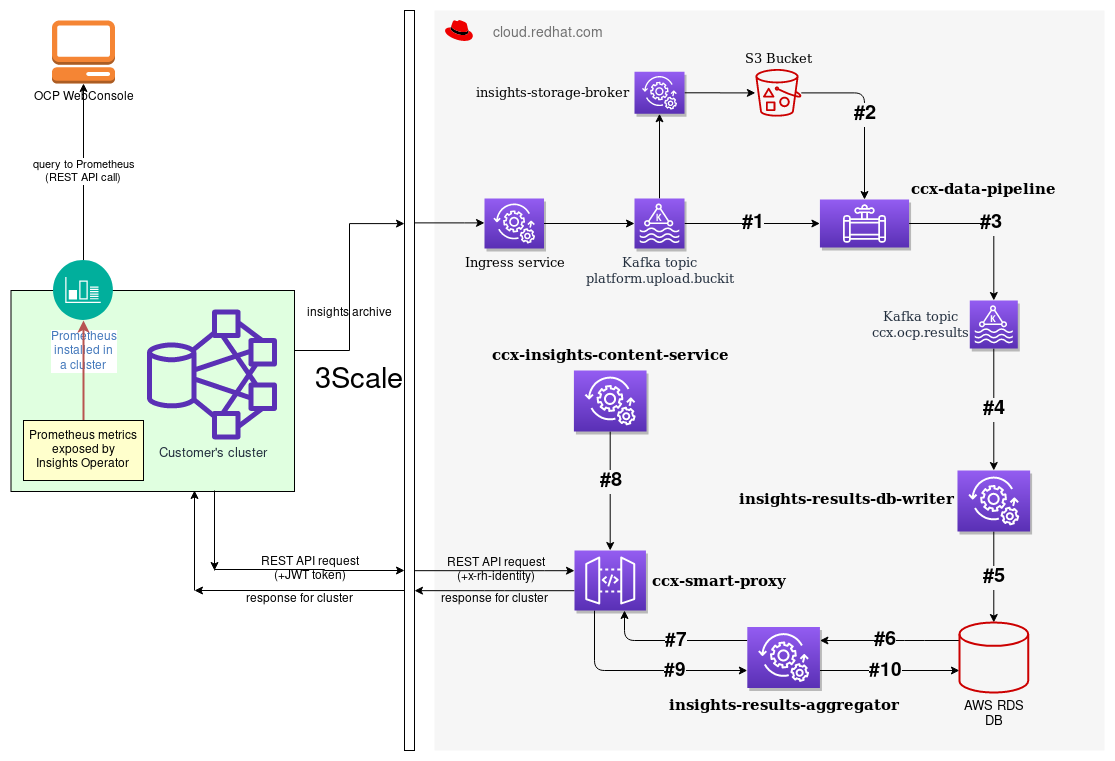 cloud.redhat.com
S3 Bucket
insights-storage-broker
OCP WebConsole
#2
query to Prometheus
(REST API call)
ccx-data-pipeline
#1
#3
Ingress service
Kafka topic
platform.upload.buckit
insights archive
Kafka topic
ccx.ocp.results
Prometheus
installed in
a cluster
ccx-insights-content-service
3Scale
#4
Prometheus metrics
exposed by
Insights Operator
Customer's cluster
#8
insights-results-db-writer
REST API request
(+JWT token)
response for cluster
REST API request
(+x-rh-identity)
response for cluster
ccx-smart-proxy
#5
#7
#6
#9
#10
insights-results-aggregator
AWS RDS
DB
K
K